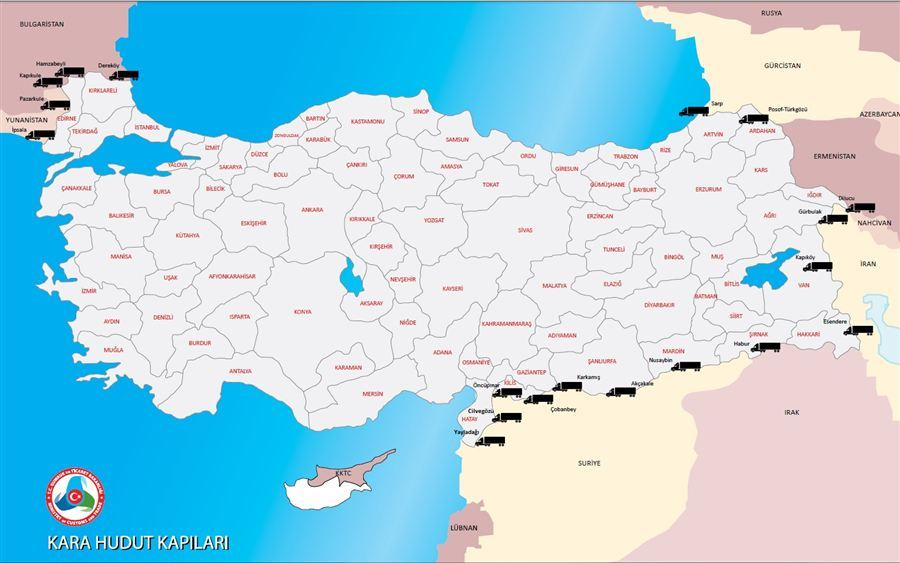 RUSYA
BULGARİSTAN
GÜRCİSTAN
Hamzabeyli
Dereköy
Kapıkule
KIRKLARELİ
Pazarkule
Sarp
Posof-Türkgözü
AZERBAYCAN
YUNANİSTAN
EDİRNE
İpsala
TEKİRDAĞ
İSTANBUL
BARTIN
KASTAMONU
SİNOP
ZONGULDAK
KARABÜK
SAMSUN
ARTVİN
ARDAHAN
İZMİT
DÜZCE
YALOVA
SAKARYA
BOLU
ÇANKIRI
ÇORUM
AMASYA
TOKAT
ORDU
GİRESUN
TRABZON
RİZE
GÜMÜŞHANE
BAYBURT
ERZURUM
KARS
ERMENİSTAN
ÇANAKKALE
BURSA
BİLECİK
IĞDIR
Dilucu
BALIKESİR
ESKİŞEHİR
ANKARA
KIRIKKALE
YOZGAT
SİVAS
ERZİNCAN
AĞRI
Gürbulak
NAHCİVAN
KÜTAHYA
MANİSA
KIRŞEHİR
TUNCELİ
BİNGÖL
MUŞ
Kapıköy
İRAN
UŞAK
AFYONKARAHİSAR
NEVŞEHİR
KAYSERİ
MALATYA
ELAZIĞ
BİTLİS
VAN
İZMİR
AKSARAY
DİYARBAKIR
BATMAN
AYDIN
DENİZLİ
ISPARTA
KONYA
NİĞDE
KAHRAMANMARAŞ
ADIYAMAN
SİİRT
Esendere
ŞIRNAK
HAKKARİ
MUĞLA
BURDUR
ADANA
Habur
MARDİN
Nusaybin
OSMANİYE
GAZİANTEP
ŞANLIURFA
ANTALYA
KARAMAN
Karkamış
Öncüpınar
KİLİS
Akçakale
MERSİN
Cilvegözü
Çobanbey
HATAY
Yayladağı
IRAK
SURİYE
KKTC
LÜBNAN
KARA HUDUT KAPILARI